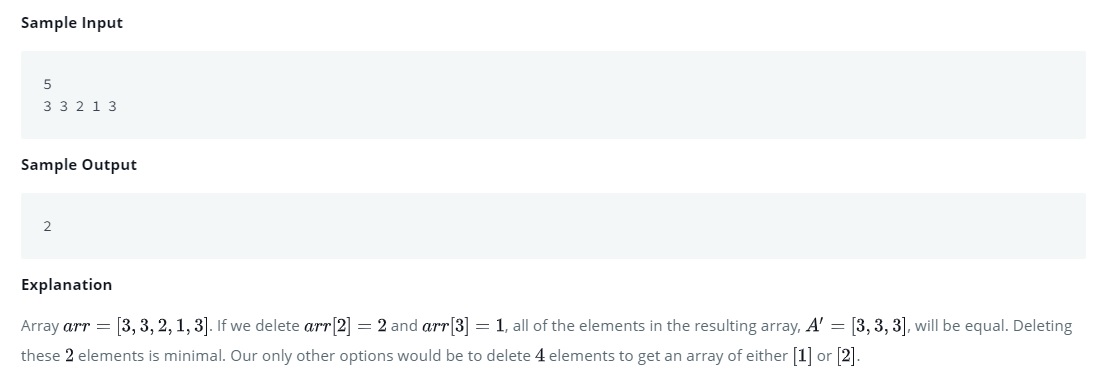 Sample Input
5
3 3 2 1 3
Sample Output
2
Explanation
Array arr = [3, 3, 2, 1, 3]. If we delete arr[2] = 2 and arr[3] = 1, all of the elements in the resulting array, A′ = [3, 3, 3], will be equal. Deleting
these 2 elements is minimal. Our only other options would be to delete 4 elements to get an array of either [1] or [2].